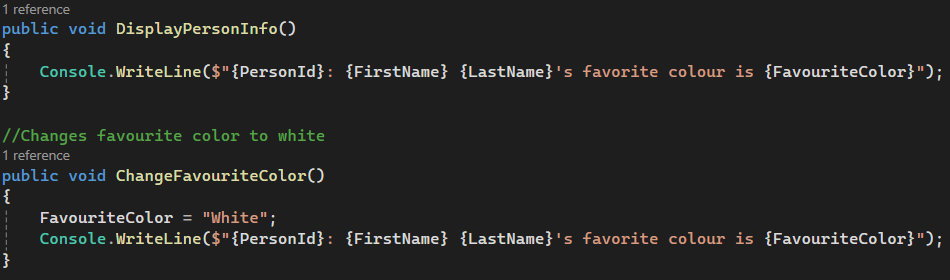 1 reference
public void DisplayPersonInfo()
{
Console.WriteLine($"{PersonId}: {FirstName} {LastName}'s favorite colour is {FavouriteColor}");
}
//Changes favourite color to white
1 reference
public void ChangeFavouriteColor()
{
FavouriteColor = "White";
Console.WriteLine($"{PersonId}: {FirstName} {LastName}'s favorite colour is {FavouriteColor}");
}